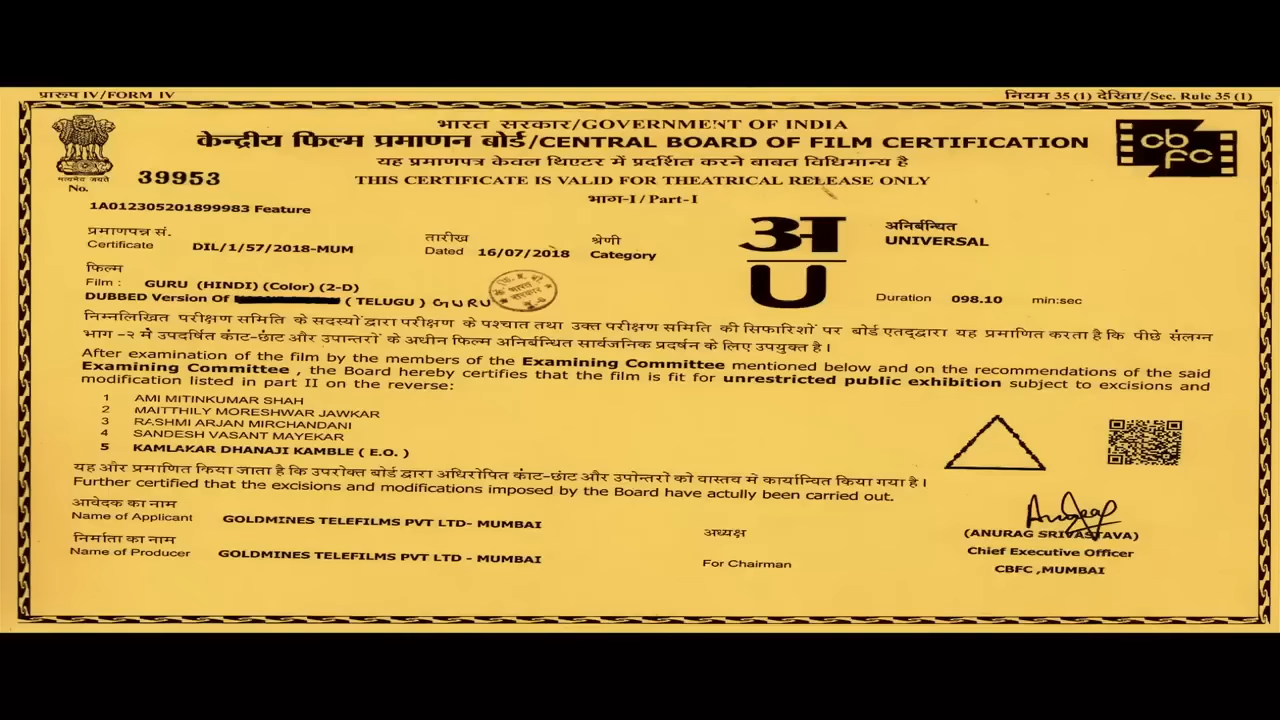 प्रारूप IV/FORM IV
नियम 35 (1) देखिए/Sec. Rule 35 (1)
भारत सरकार/GOVERNMENT OF INDIA
केन्द्रीय फिल्म प्रमाणन बोर्ड/CENTRAL BOARD OF FILM CERTIFICATION
cb
fc
यह प्रमाणपत्र केवल थिएटर में प्रदर्शित करने बाबत विधिमान्य है
सत्यमेव जयते
No. 39953
THIS CERTIFICATE IS VALID FOR THEATRICAL RELEASE ONLY
भाग-I/Part-I
1A012305201899983 Feature
प्रमाणपत्र सं.
Certificate DIL/1/57/2018-MUM
तारीख
Dated 16/07/2018
श्रेणी
Category
अ
U
अनिर्बन्धित
UNIVERSAL
फिल्म
Film : GURU (HINDI) (Color) (2-D)
DUBBED Version Of ( TELUGU ) GURU
भारत सरकार
Duration 098.10 min:sec
निम्नलिखित परीक्षण समिति के सदस्यों द्वारा परीक्षण के पश्चात तथा उक्त परीक्षण समिति की सिफारिशों पर बोर्ड एतद्द्वारा यह प्रमाणित करता है कि पीछे संलग्न
भाग -२ में उपदर्षित काट-छाट और उपान्तरों के अधीन फिल्म अनिर्बन्धित सार्वजनिक प्रदर्षन के लिए उपयुक्त है।
After examination of the film by the members of the Examining Committee mentioned below and on the recommendations of the said
Examining Committee , the Board hereby certifies that the film is fit for unrestricted public exhibition subject to excisions and
modification listed in part II on the reverse:
1 AMI MITINKUMAR SHAH
2 MAITTHILY MORESHWAR JAWKAR
3 RASHMI ARJAN MIRCHANDANI
4 SANDESH VASANT MAYEKAR
5 KAMLAKAR DHANAJI KAMBLE ( E.O. )
यह और प्रमाणित किया जाता है कि उपरोक्त बोर्ड द्वारा अधिरोपित काट-छाट और उपोन्तरों को वास्तव में कार्यान्वित किया गया है।
Further certified that the excisions and modifications imposed by the Board have actully been carried out.
आवेदक का नाम
Name of Applicant GOLDMINES TELEFILMS PVT LTD- MUMBAI
निर्माता का नाम
Name of Producer GOLDMINES TELEFILMS PVT LTD - MUMBAI
अध्यक्ष
For Chairman
(ANURAG SRIVASTAVA)
Chief Executive Officer
CBFC ,MUMBAI